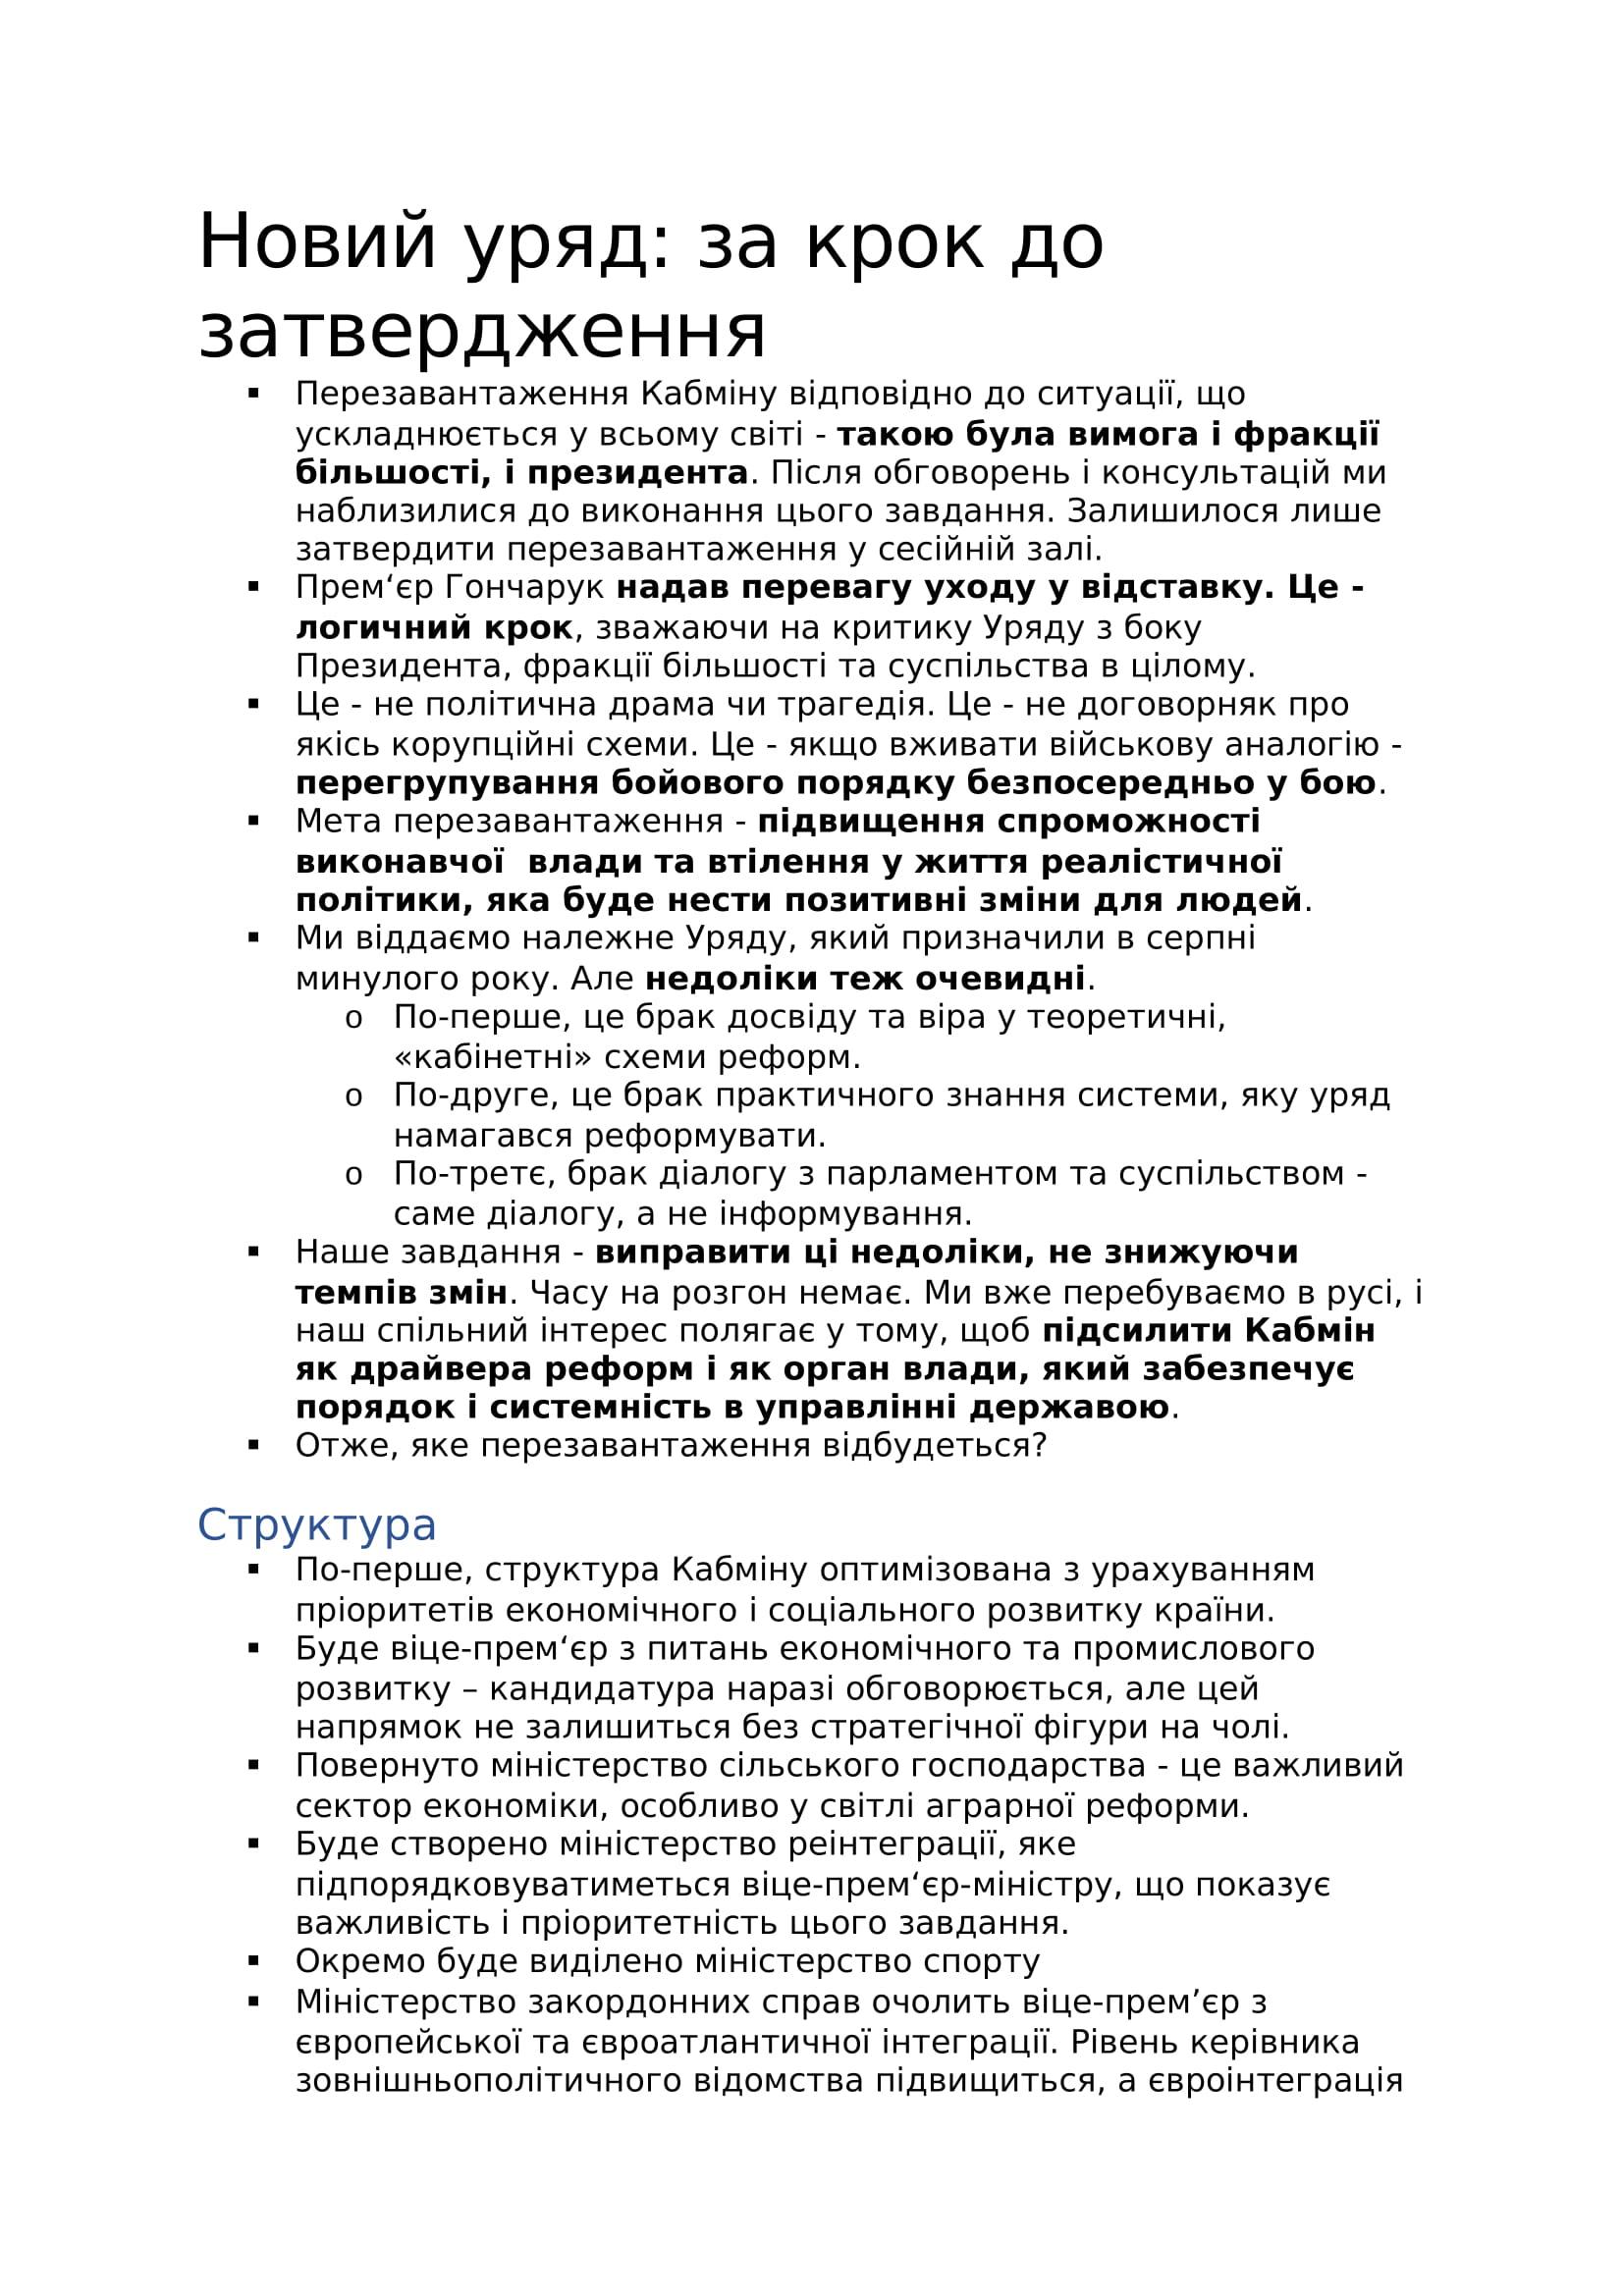 Новий уряд: за крок до
затвердження
▪ Перезавантаження Кабміну відповідно до ситуації, що
ускладнюється у всьому світі - такою була вимога і фракції
більшості, і президента. Після обговорень і консультацій ми
наблизилися до виконання цього завдання. Залишилося лише
затвердити перезавантаження у сесійній залі.
▪ Прем‘єр Гончарук надав перевагу уходу у відставку. Це -
логичний крок, зважаючи на критику Уряду з боку
Президента, фракції більшості та суспільства в цілому.
▪ Це - не політична драма чи трагедія. Це - не договорняк про
якісь корупційні схеми. Це - якщо вживати військову аналогію -
перегрупування бойового порядку безпосередньо у бою.
▪ Мета перезавантаження - підвищення спроможності
виконавчої  влади та втілення у життя реалістичної
політики, яка буде нести позитивні зміни для людей.
▪ Ми віддаємо належне Уряду, який призначили в серпні
минулого року. Але недоліки теж очевидні.
o По-перше, це брак досвіду та віра у теоретичні,
«кабінетні» схеми реформ.
o По-друге, це брак практичного знання системи, яку уряд
намагався реформувати.
o По-третє, брак діалогу з парламентом та суспільством -
саме діалогу, а не інформування.
▪ Наше завдання - виправити ці недоліки, не знижуючи
темпів змін. Часу на розгон немає. Ми вже перебуваємо в русі, і
наш спільний інтерес полягає у тому, щоб підсилити Кабмін
як драйвера реформ і як орган влади, який забезпечує
порядок і системність в управлінні державою.
▪ Отже, яке перезавантаження відбудеться?
Структура
▪ По-перше, структура Кабміну оптимізована з урахуванням
пріоритетів економічного і соціального розвитку країни.
▪ Буде віце-прем‘єр з питань економічного та промислового
розвитку – кандидатура наразі обговорюється, але цей
напрямок не залишиться без стратегічної фігури на чолі.
▪ Повернуто міністерство сільського господарства - це важливий
сектор економіки, особливо у світлі аграрної реформи.
▪ Буде створено міністерство реінтеграції, яке
підпорядковуватиметься віце-прем‘єр-міністру, що показує
важливість і пріоритетність цього завдання.
▪ Окремо буде виділено міністерство спорту
▪ Міністерство закордонних справ очолить віце-прем’єр з
європейської та євроатлантичної інтеграції. Рівень керівника
зовнішньополітичного відомства підвищиться, а євроінтеграція